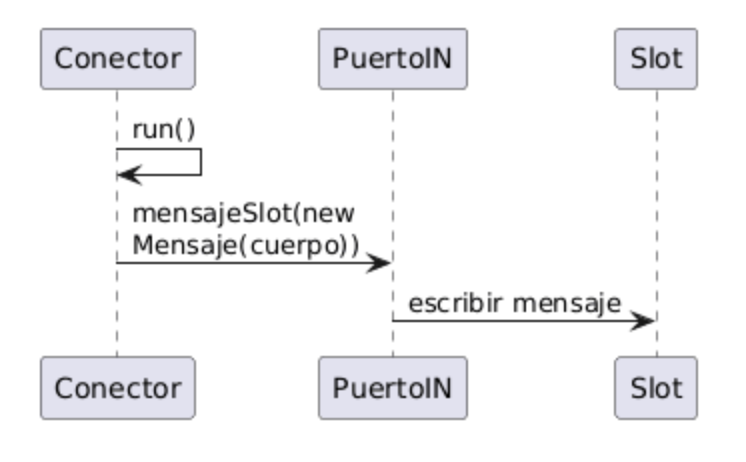 Conector PuertoIN Slot
run()
mensajeSlot(new
Mensaje(cuerpo))
escribir mensaje
Conector PuertoIN Slot